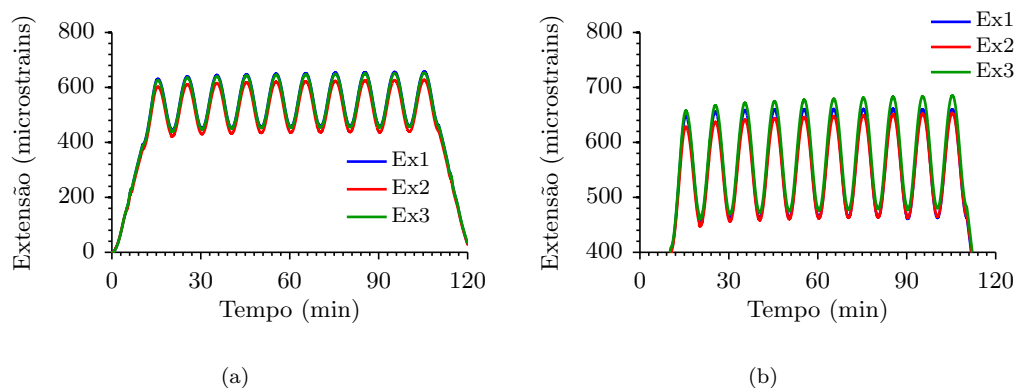 800
600
400
200
0
Extensão (microstrains)
Ex1
Ex2
Ex3
0 30 60 90 120
Tempo (min)
(a)
800
700
600
500
400
Extensão (microstrains)
Ex1
Ex2
Ex3
0 30 60 90 120
Tempo (min)
(b)